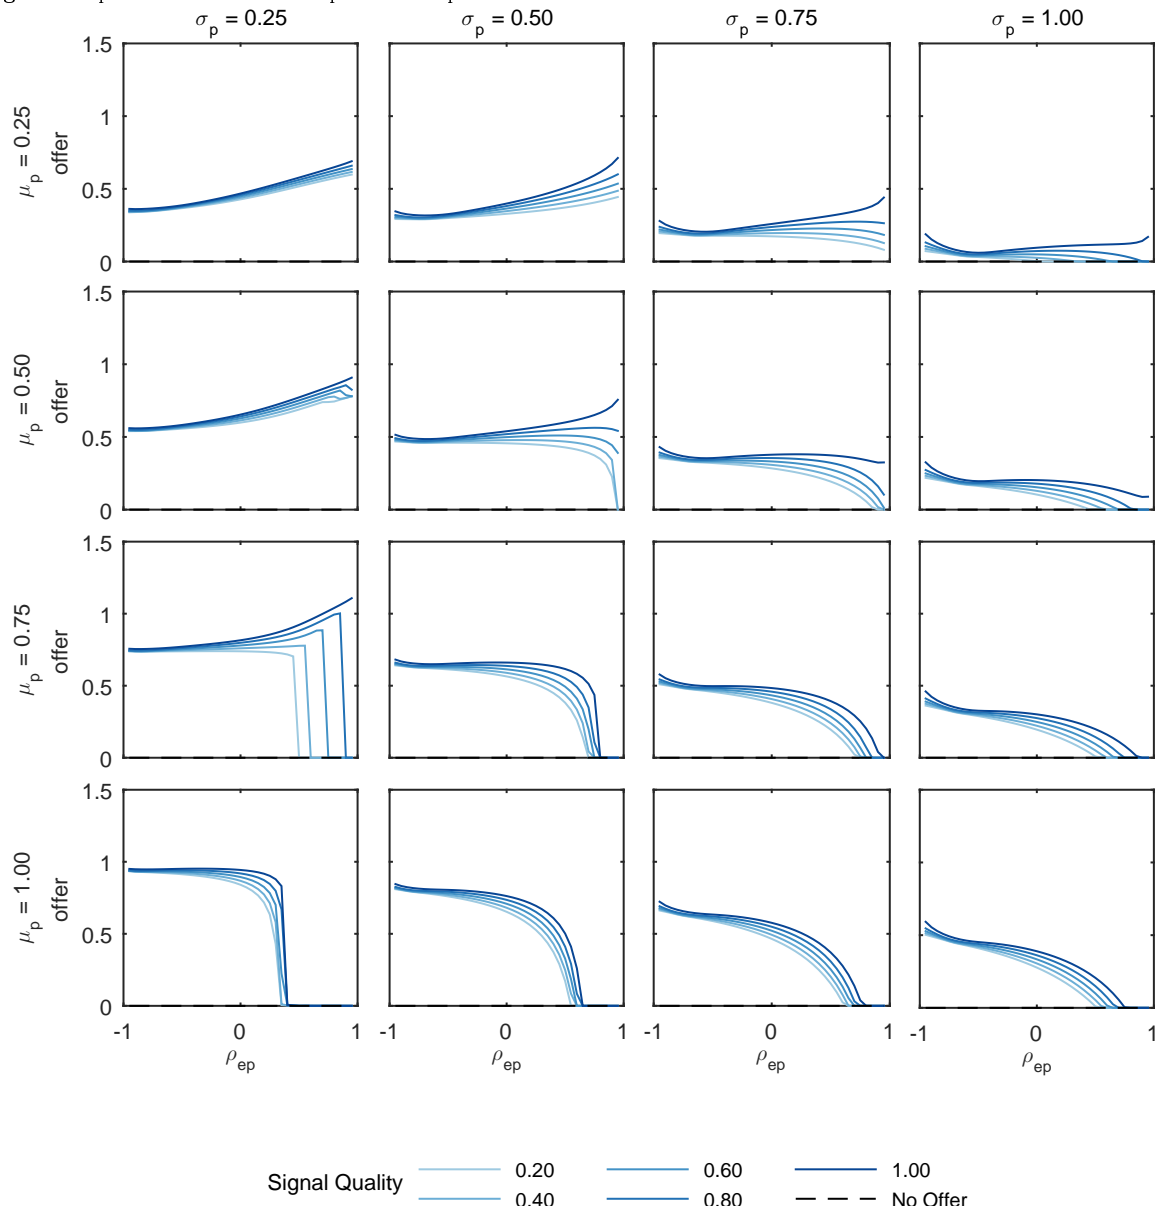 σp = 0.25 σp = 0.50 σp = 0.75 σp = 1.00
1.5
1
0.5
0
μp = 0.25
offer
1.5
1
0.5
0
μp = 0.50
offer
1.5
1
0.5
0
μp = 0.75
offer
1.5
1
0.5
0
μp = 1.00
offer
-1 0 1 -1 0 1 -1 0 1 -1 0 1
ρep ρep ρep ρep
Signal Quality 0.20 0.60 1.00
0.40 0.80 No Offer